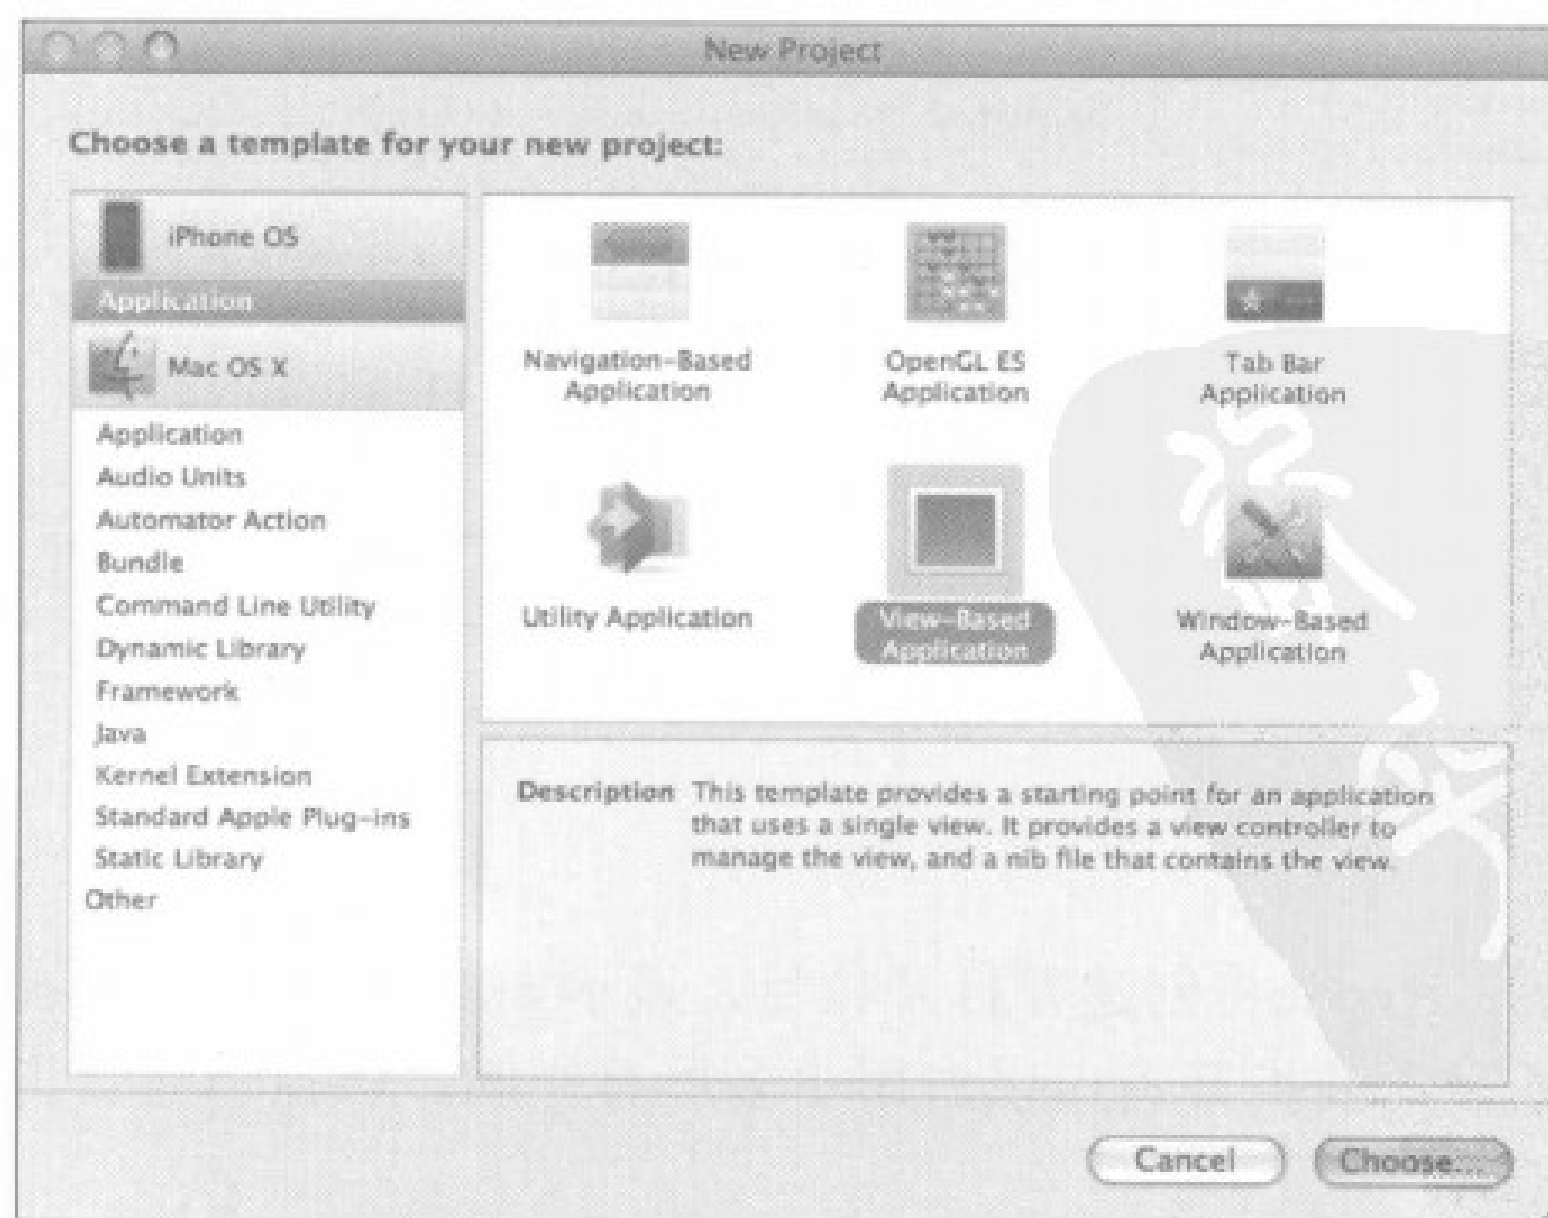 New Project
Choose a template for your new project:
iPhone OS
Application
Mac OS X
Application
Audio Units
Automator Action
Bundle
Command Line Utility
Dynamic Library
Framework
Java
Kernel Extension
Standard Apple Plug-ins
Static Library
Other
Navigation-Based
Application
OpenGL ES
Application
Tab Bar
Application
Utility Application
View-Based
Application
Window-Based
Application
Description This template provides a starting point for an application
that uses a single view. It provides a view controller to
manage the view, and a nib file that contains the view.
Cancel
Choose...